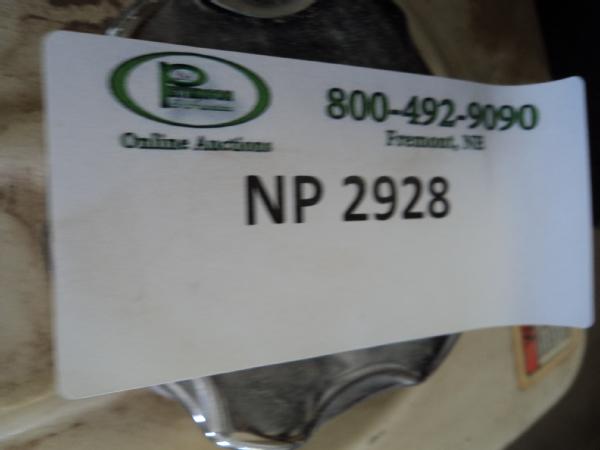 800-492-9090
Online Auctions
Fremont, NE
NP 2928